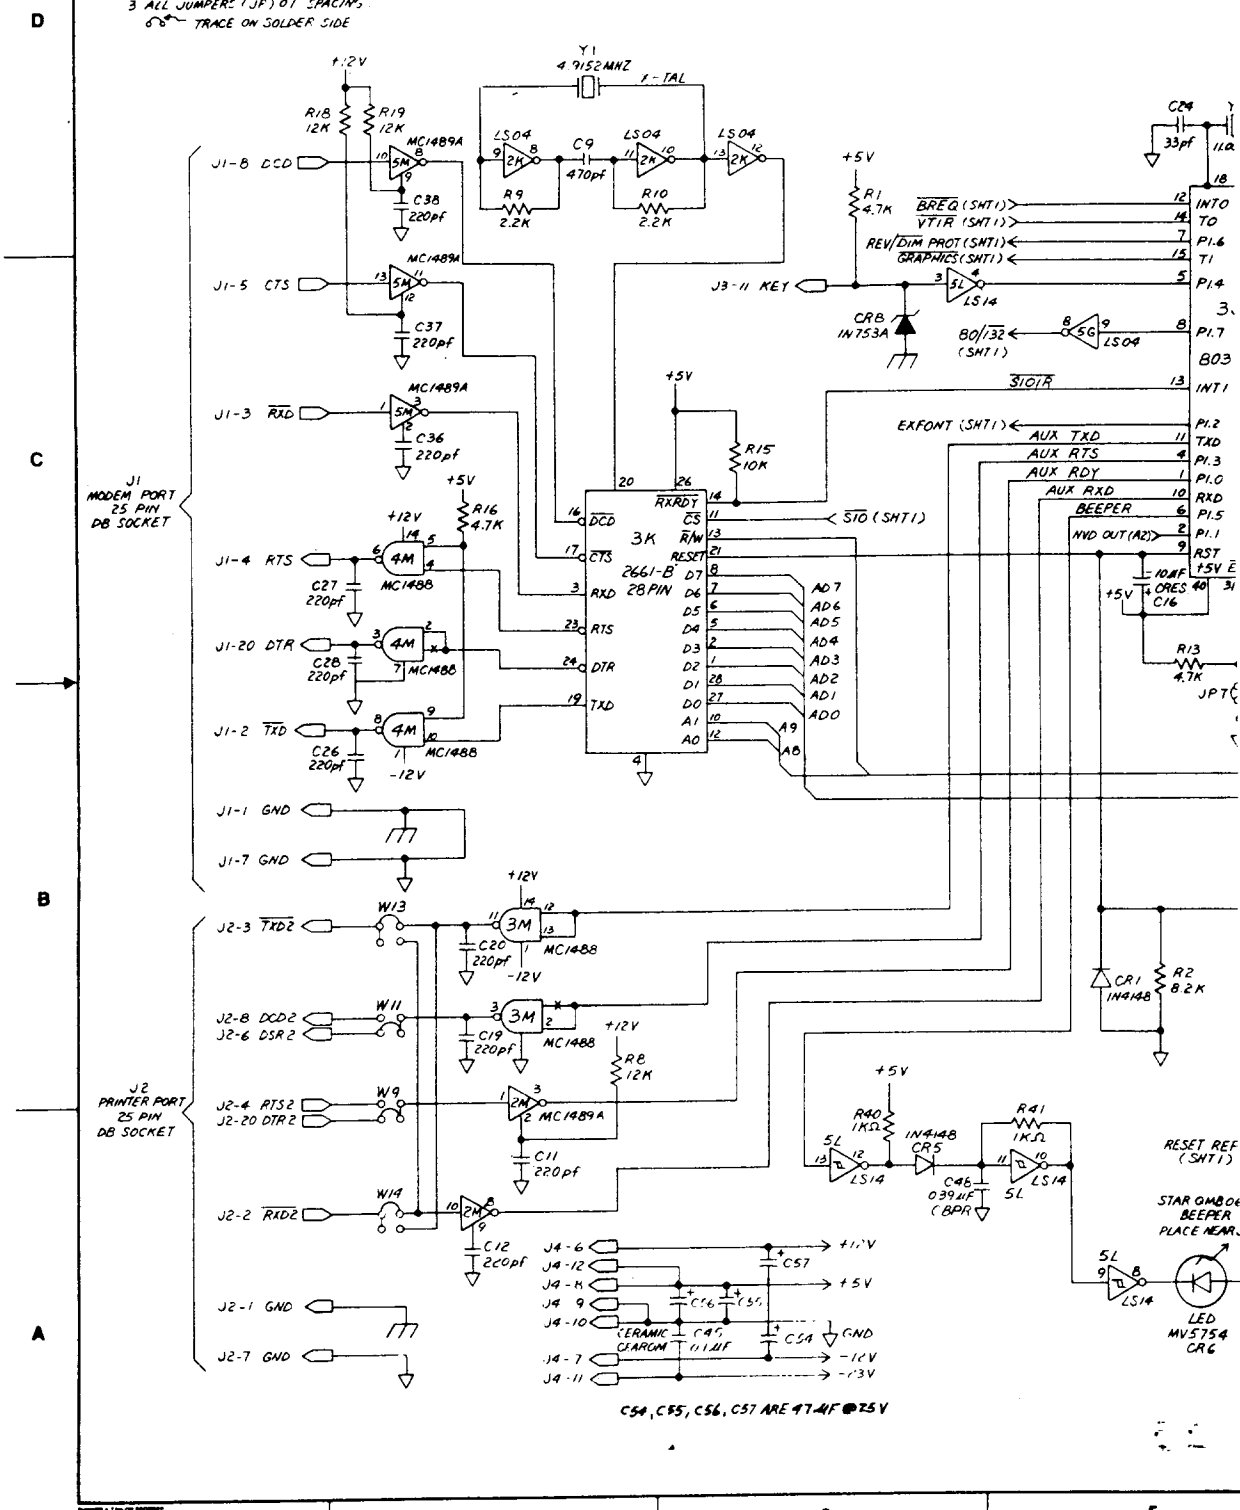 D
3 ALL JUMPERS (JP) 0.1 SPACING
TRACE ON SOLDER SIDE
+12V
R18
12K
R19
12K
J1-8 DCD
10
5M
8
9
MC1489A
C38
220pf
Y1
4.9152MHZ
X-TAL
LS04
9
2K
8
C9
470pf
LS04
11
2K
10
LS04
13
2K
12
R9
2.2K
R10
2.2K
J1-5 CTS
13
5M
11
12
MC1489A
C37
220pf
J1-3 RXD
1
5M
3
2
MC1489A
C36
220pf
C24
33pf
18
+5V
R1
4.7K
BREQ (SHT1)
12
INT0
VTIR (SHT1)
14
T0
REV/DIM PROT (SHT1)
7
P1.6
GRAPHICS (SHT1)
15
T1
J3-11 KEY
3
5L
4
LS14
5
P1.4
CR8
1N753A
80/132
(SHT1)
8
5G
9
LS04
8
P1.7
803
SIOIR
13
INT1
EXFONT (SHT1)
P1.2
AUX TXD
11
TXD
AUX RTS
4
P1.3
AUX RDY
1
P1.0
AUX RXD
10
RXD
BEEPER
6
P1.5
NVD OUT (A2)
2
P1.1
9
RST
+5V
40
31
10µF
CRES
C16
+5V
R13
4.7K
C
J1
MODEM PORT
25 PIN
DB SOCKET
+5V
R16
4.7K
+12V
14
J1-4 RTS
6
4M
5
4
MC1488
C27
220pf
J1-20 DTR
3
4M
2
7
MC1488
C28
220pf
J1-2 TXD
8
4M
9
10
1
MC1488
-12V
C26
220pf
J1-1 GND
J1-7 GND
+5V
R15
10K
20
26
3K
2661-B
28 PIN
16
DCD
17
CTS
3
RXD
23
RTS
24
DTR
19
TXD
4
RXRDY
14
CS
11
SIO (SHT1)
R/W
13
RESET
21
D7
8
AD7
D6
7
AD6
D5
6
AD5
D4
5
AD4
D3
2
AD3
D2
1
AD2
D1
28
AD1
D0
27
AD0
A1
10
A9
A0
12
A8
B
J2-3 TXD2
W13
+12V
14
11
3M
12
13
1
MC1488
-12V
C20
220pf
J2-8 DCD2
J2-6 DSR2
W11
3
3M
2
MC1488
C19
220pf
+12V
R8
12K
J2
PRINTER PORT
25 PIN
DB SOCKET
J2-4 RTS2
J2-20 DTR2
W9
1
2M
3
2
MC1489A
C11
220pf
J2-2 RXD2
W14
10
2M
8
9
C12
220pf
CR1
1N4148
R2
8.2K
+5V
R40
1KΩ
5L
13
12
LS14
1N4148
CR5
R41
1KΩ
11
10
5L
LS14
C48
.039µF
CBPR
RESET REF
(SHT1)
BEEPER
5L
9
8
LS14
LED
MV5754
CR6
A
J2-1 GND
J2-7 GND
J4-6
+12V
J4-12
C57
J4-8
+5V
J4 9
C56
C55
J4-10
CERAMIC
C45
0.1µF
C54
GND
J4-7
-12V
J4-11
C54, C55, C56, C57 ARE 47µF @ 25V